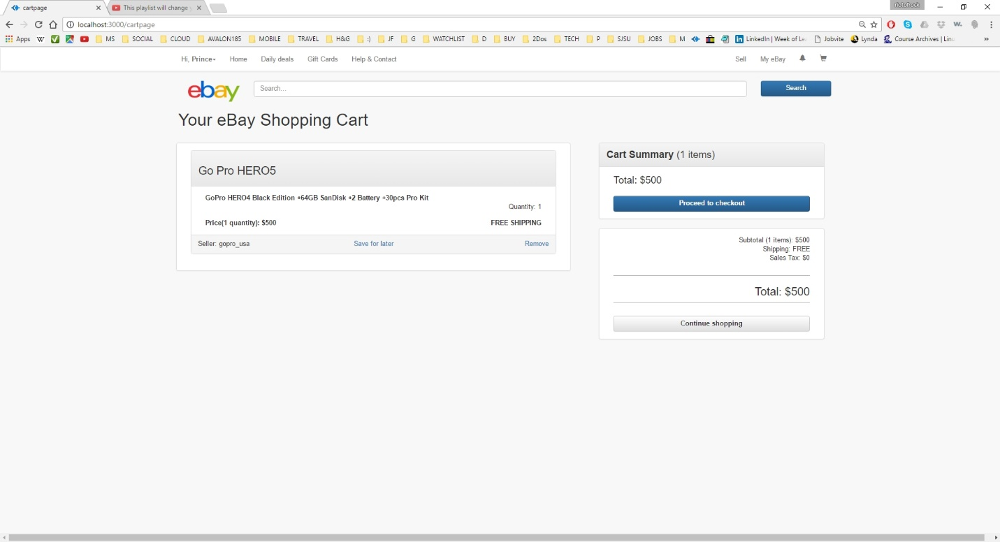 cartpage
This playlist will change
localhost:3000/cartpage
Apps W MS SOCIAL CLOUD AVALON185 MOBILE TRAVEL H&G :) JF G WATCHLIST D BUY 2Dos TECH P SJSU JOBS M LinkedIn | Week of Le Jobvite Lynda Course Archives | Linu »
Hi, Prince Home Daily deals Gift Cards Help & Contact Sell My eBay
ebay Search... Search
Your eBay Shopping Cart
Go Pro HERO5
GoPro HERO4 Black Edition +64GB SanDisk +2 Battery +30pcs Pro Kit
Quantity: 1
Price(1 quantity): $500 FREE SHIPPING
Seller: gopro_usa Save for later Remove
Cart Summary (1 items)
Total: $500
Proceed to checkout
Subtotal (1 items): $500
Shipping: FREE
Sales Tax: $0
Total: $500
Continue shopping